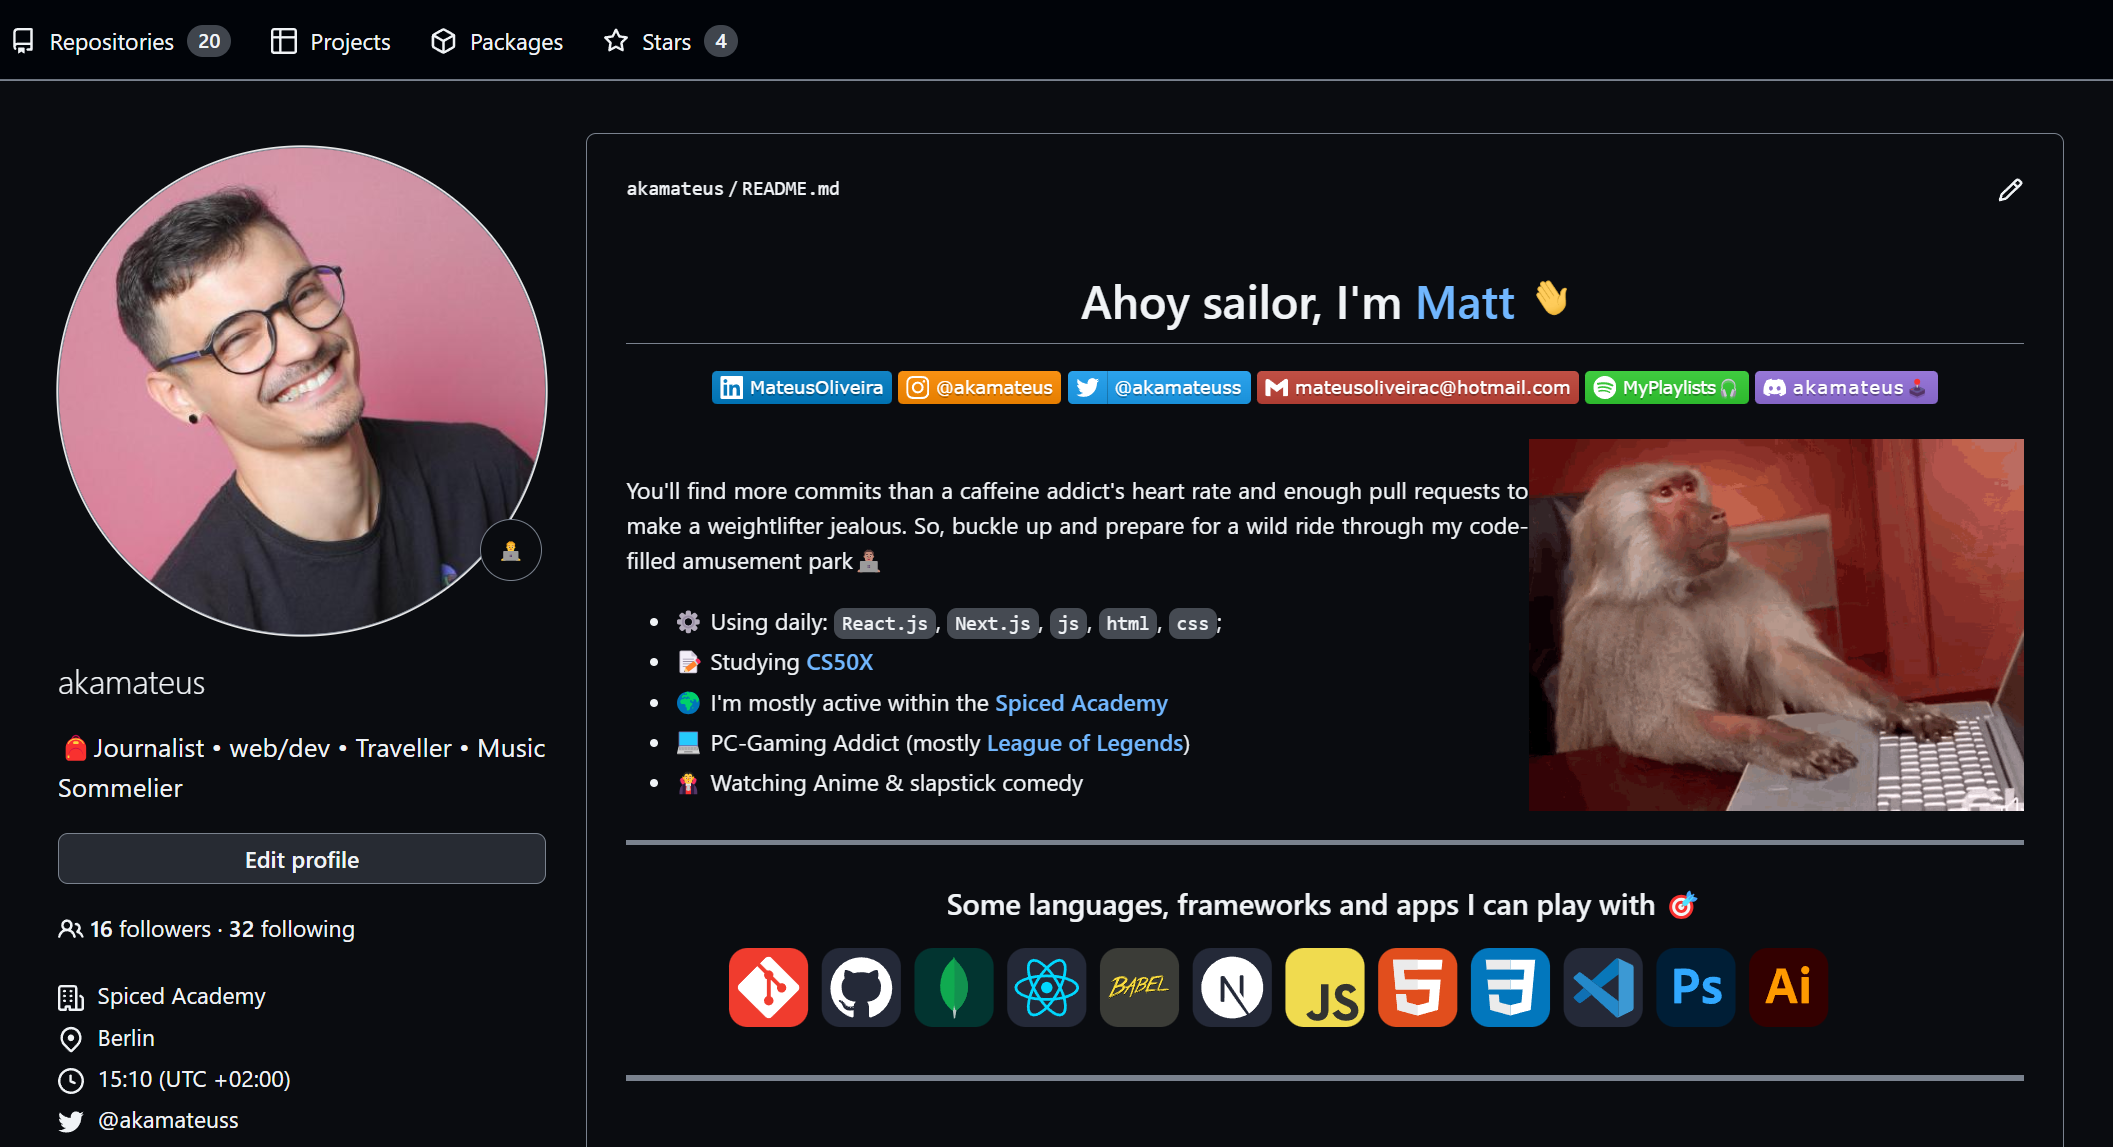 Repositories 20 Projects Packages Stars 4
akamateus / README.md
Ahoy sailor, I'm Matt 👋
MateusOliveira @akamateus @akamateuss mateusoliveirac@hotmail.com MyPlaylists🎧 akamateus🕹️
You'll find more commits than a caffeine addict's heart rate and enough pull requests to
make a weightlifter jealous. So, buckle up and prepare for a wild ride through my code-
filled amusement park👨🏽‍💻
• ⚙️ Using daily: React.js, Next.js, js, html, css;
• 📝 Studying CS50X
• 🌍 I'm mostly active within the Spiced Academy
• 💻 PC-Gaming Addict (mostly League of Legends)
• 🦹 Watching Anime & slapstick comedy
Some languages, frameworks and apps I can play with 🎯
BABEL N JS 5 3 Ps Ai
akamateus
🎒Journalist • web/dev • Traveller • Music
Sommelier
Edit profile
16 followers · 32 following
Spiced Academy
Berlin
15:10 (UTC +02:00)
@akamateuss